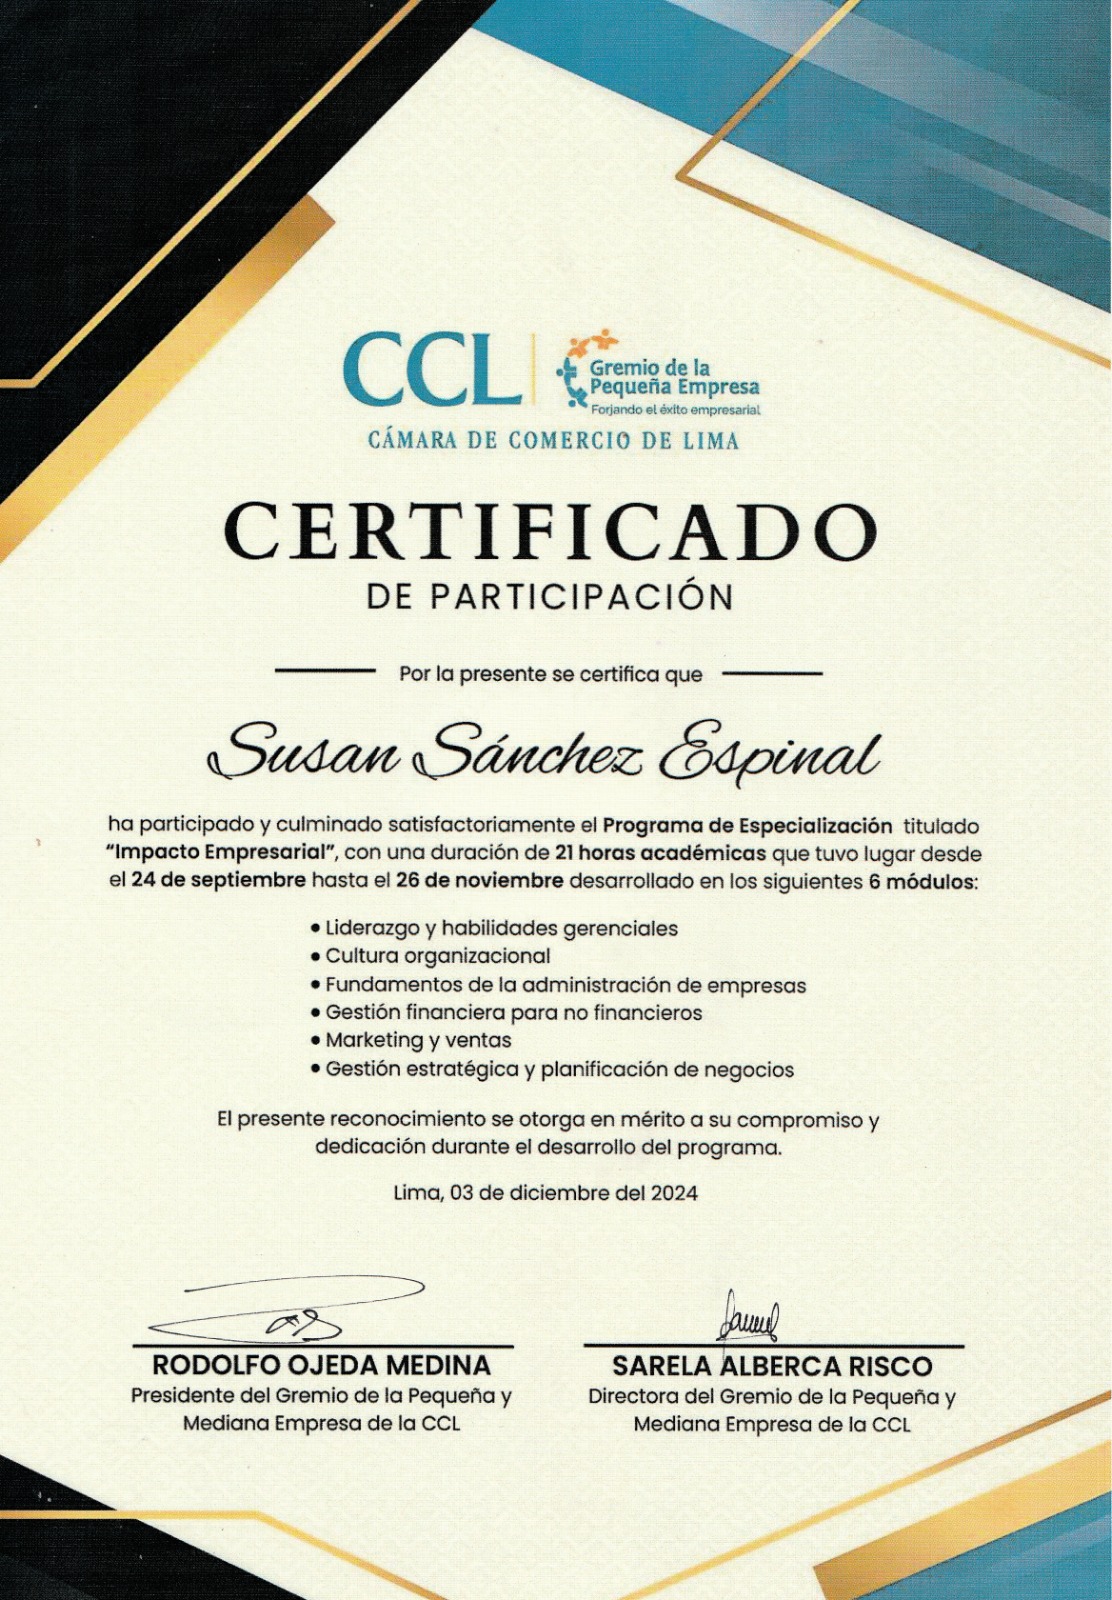 CCL
Gremio de la
Pequeña Empresa
Forjando el éxito empresarial
CÁMARA DE COMERCIO DE LIMA
CERTIFICADO
DE PARTICIPACIÓN
Por la presente se certifica que
Susan Sánchez Espinal
ha participado y culminado satisfactoriamente el Programa de Especialización titulado
“Impacto Empresarial”, con una duración de 21 horas académicas que tuvo lugar desde
el 24 de septiembre hasta el 26 de noviembre desarrollado en los siguientes 6 módulos:
• Liderazgo y habilidades gerenciales
• Cultura organizacional
• Fundamentos de la administración de empresas
• Gestión financiera para no financieros
• Marketing y ventas
• Gestión estratégica y planificación de negocios
El presente reconocimiento se otorga en mérito a su compromiso y
dedicación durante el desarrollo del programa.
Lima, 03 de diciembre del 2024
RODOLFO OJEDA MEDINA
Presidente del Gremio de la Pequeña y
Mediana Empresa de la CCL
SARELA ALBERCA RISCO
Directora del Gremio de la Pequeña y
Mediana Empresa de la CCL